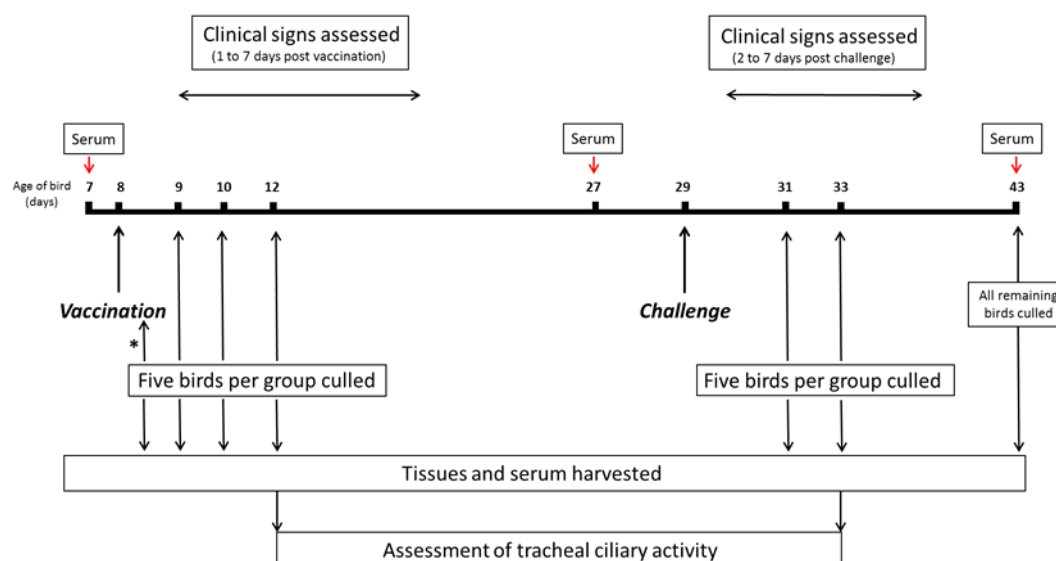 Clinical signs assessed
(1 to 7 days post vaccination)
Clinical signs assessed
(2 to 7 days post challenge)
Serum
Serum
Serum
Age of bird
(days)
7 8 9 10 12 27 29 31 33 43
Vaccination
Challenge
All remaining
birds culled
*
Five birds per group culled
Five birds per group culled
Tissues and serum harvested
Assessment of tracheal ciliary activity